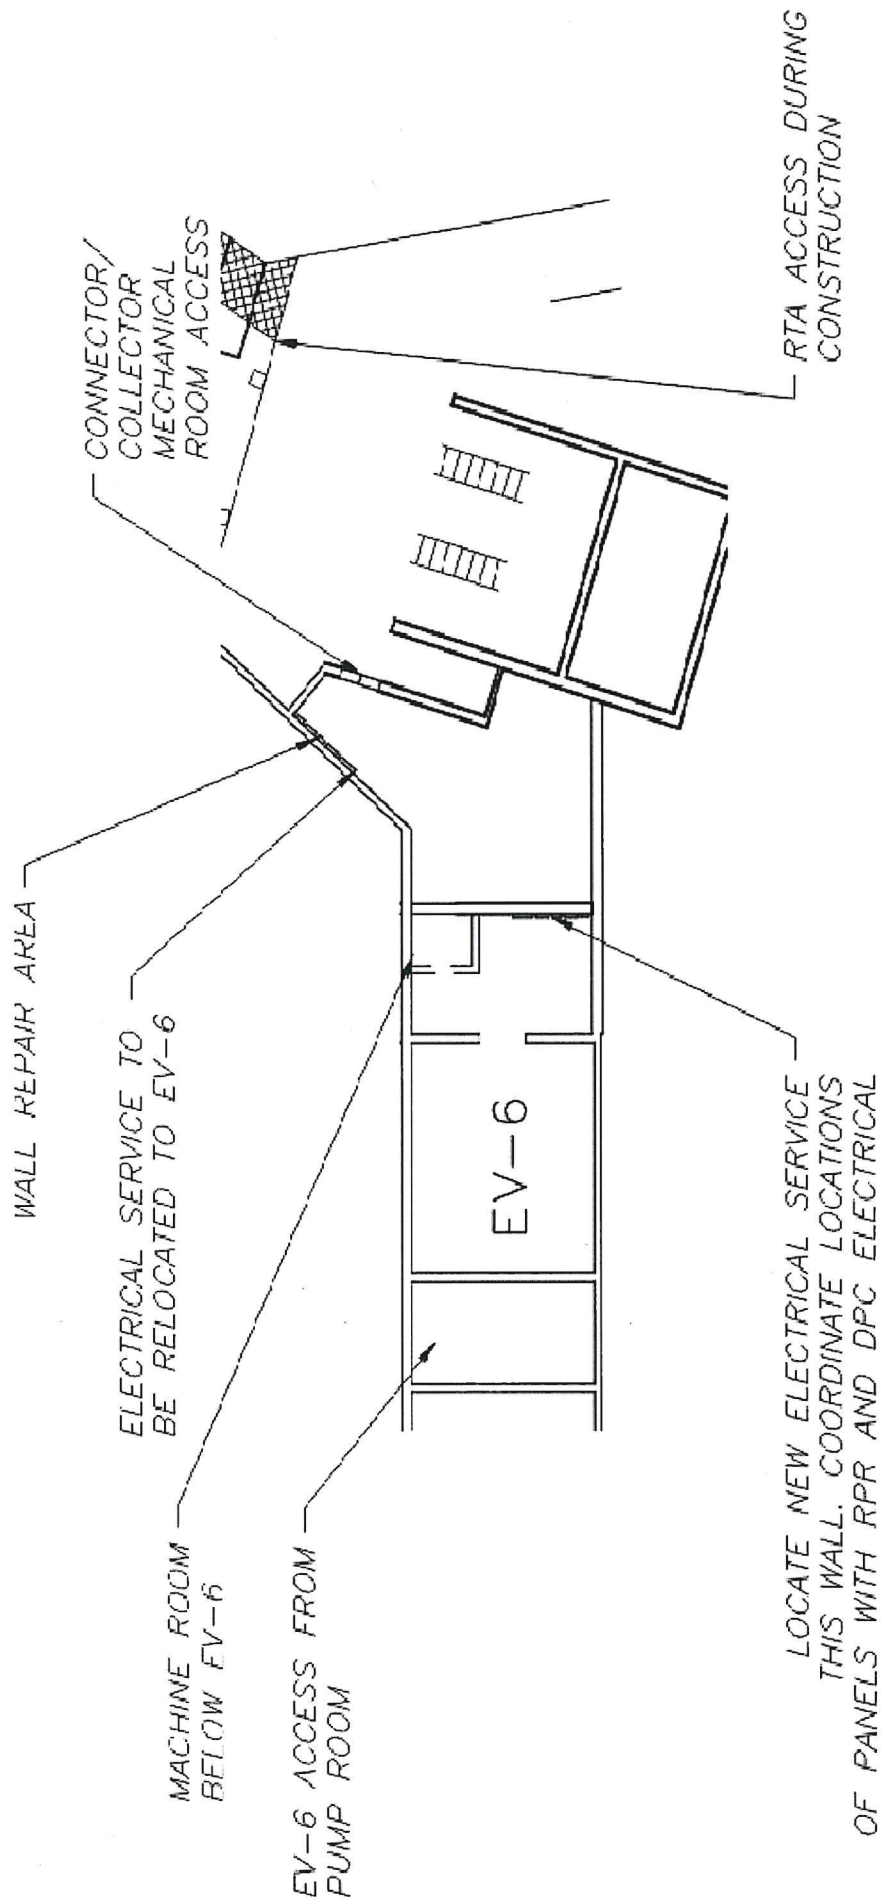 WALL REPAIR AREA
ELECTRICAL SERVICE TO
BE RELOCATED TO EV-6
MACHINE ROOM
BELOW EV-6
EV-6 ACCESS FROM
PUMP ROOM
CONNECTOR/
COLLECTOR
MECHANICAL
ROOM ACCESS
EV-6
RTA ACCESS DURING
CONSTRUCTION
LOCATE NEW ELECTRICAL SERVICE
THIS WALL. COORDINATE LOCATIONS
OF PANELS WITH RPR AND DPC ELECTRICAL